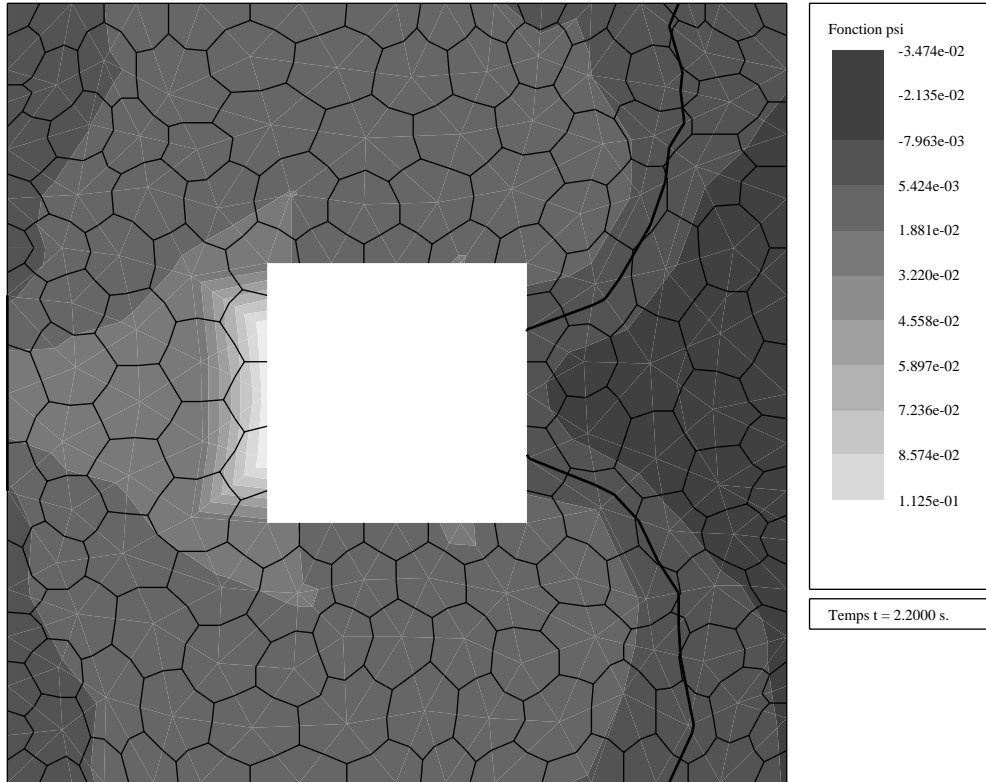 Fonction psi
-3.474e-02
-2.135e-02
-7.963e-03
5.424e-03
1.881e-02
3.220e-02
4.558e-02
5.897e-02
7.236e-02
8.574e-02
1.125e-01
Temps t = 2.2000 s.